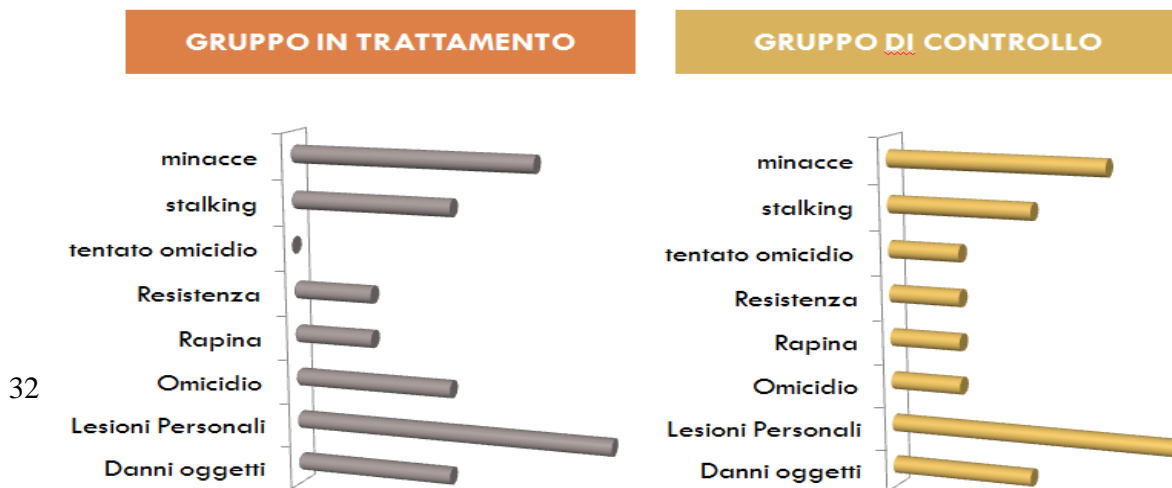 GRUPPO IN TRATTAMENTO
GRUPPO DI CONTROLLO
minacce
stalking
tentato omicidio
Resistenza
Rapina
Omicidio
Lesioni Personali
Danni oggetti
minacce
stalking
tentato omicidio
Resistenza
Rapina
Omicidio
Lesioni Personali
Danni oggetti
32